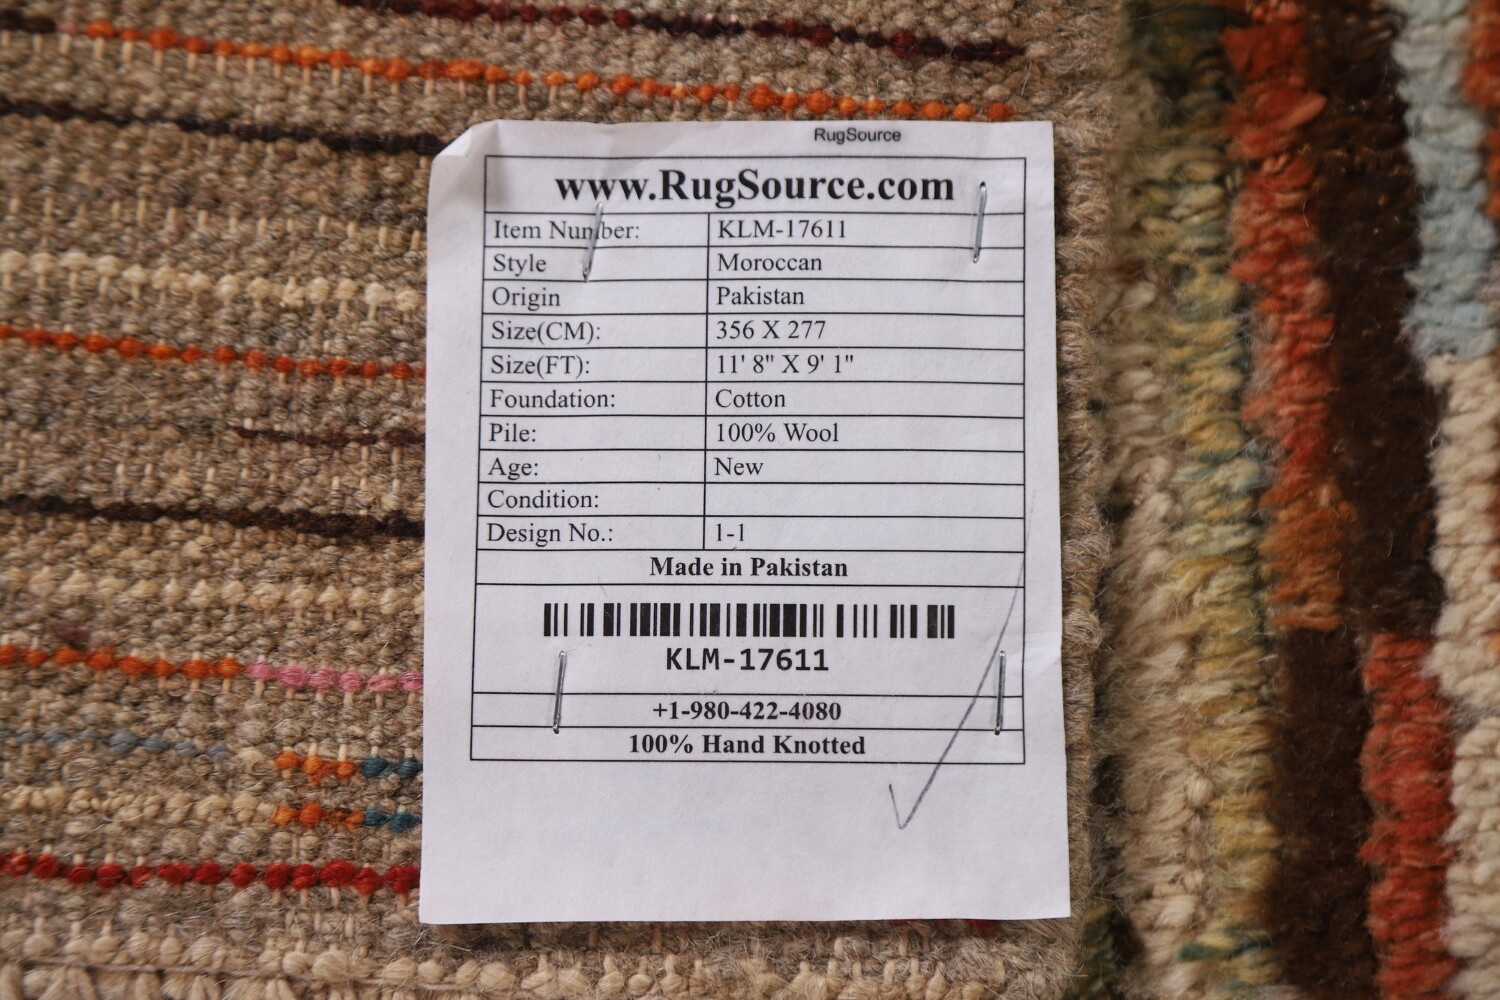 RugSource
www.RugSource.com
Item Number: KLM-17611
Style Moroccan
Origin Pakistan
Size(CM): 356 X 277
Size(FT): 11' 8" X 9' 1"
Foundation: Cotton
Pile: 100% Wool
Age: New
Condition:
Design No.: 1-1
Made in Pakistan
KLM-17611
+1-980-422-4080
100% Hand Knotted